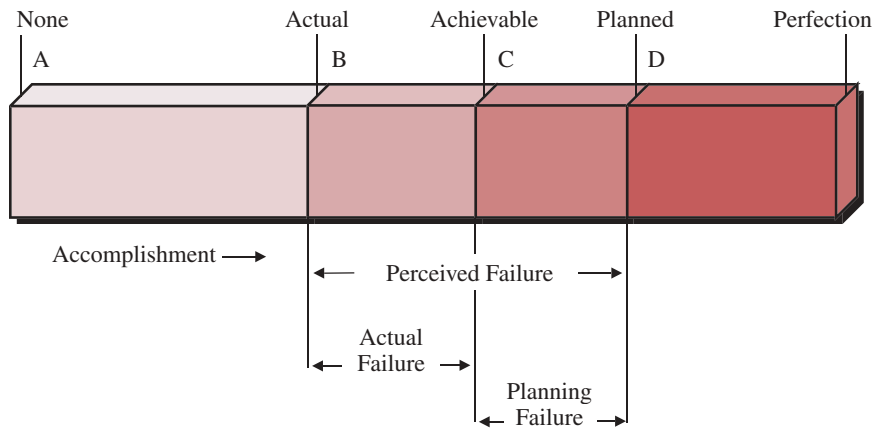 None Actual Achievable Planned Perfection
A B C D
Accomplishment
Perceived Failure
Actual
Failure
Planning
Failure